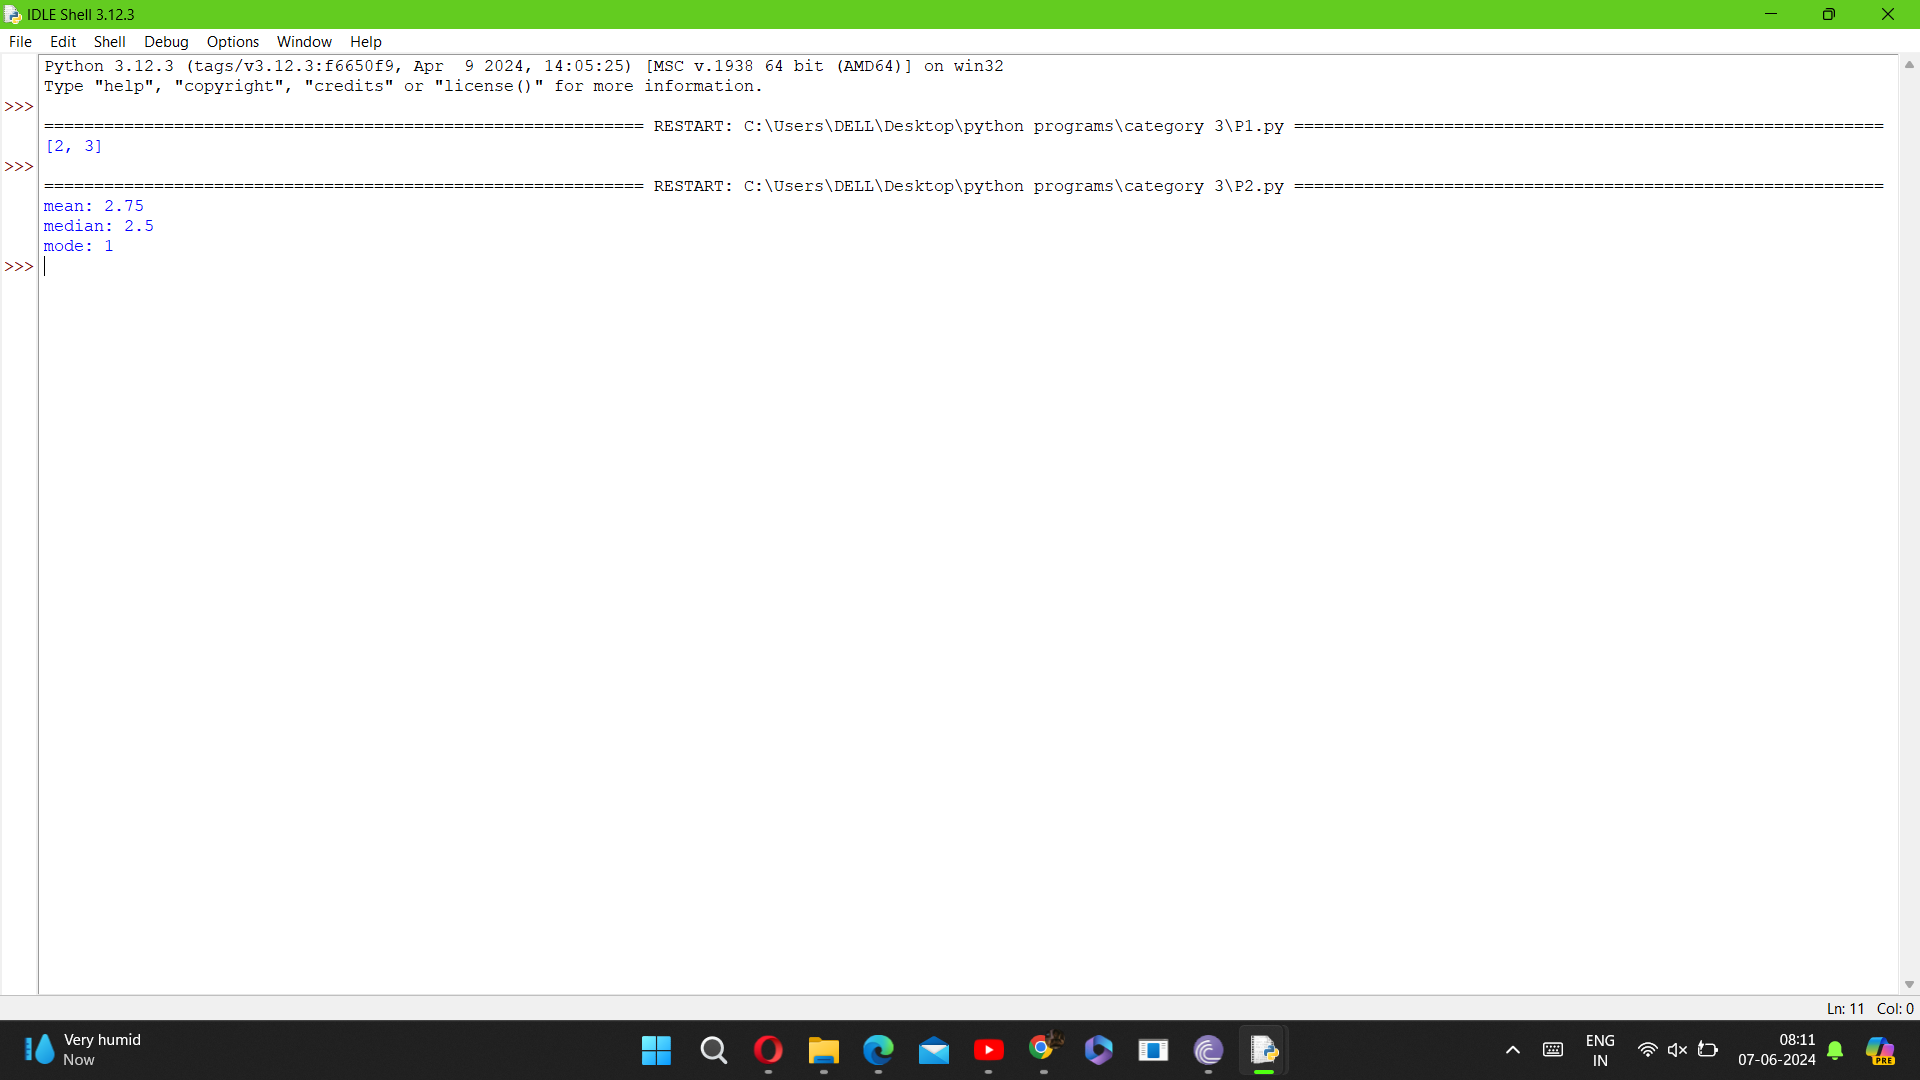 IDLE Shell 3.12.3
File Edit Shell Debug Options Window Help
Python 3.12.3 (tags/v3.12.3:f6650f9, Apr  9 2024, 14:05:25) [MSC v.1938 64 bit (AMD64)] on win32
Type "help", "copyright", "credits" or "license()" for more information.
>>>
============================================================ RESTART: C:\Users\DELL\Desktop\python programs\category 3\P1.py ===========================================================
[2, 3]
>>>
============================================================ RESTART: C:\Users\DELL\Desktop\python programs\category 3\P2.py ===========================================================
mean: 2.75
median: 2.5
mode: 1
>>>
Ln: 11 Col: 0
Very humid
Now
ENG
IN
08:11
07-06-2024
PRE